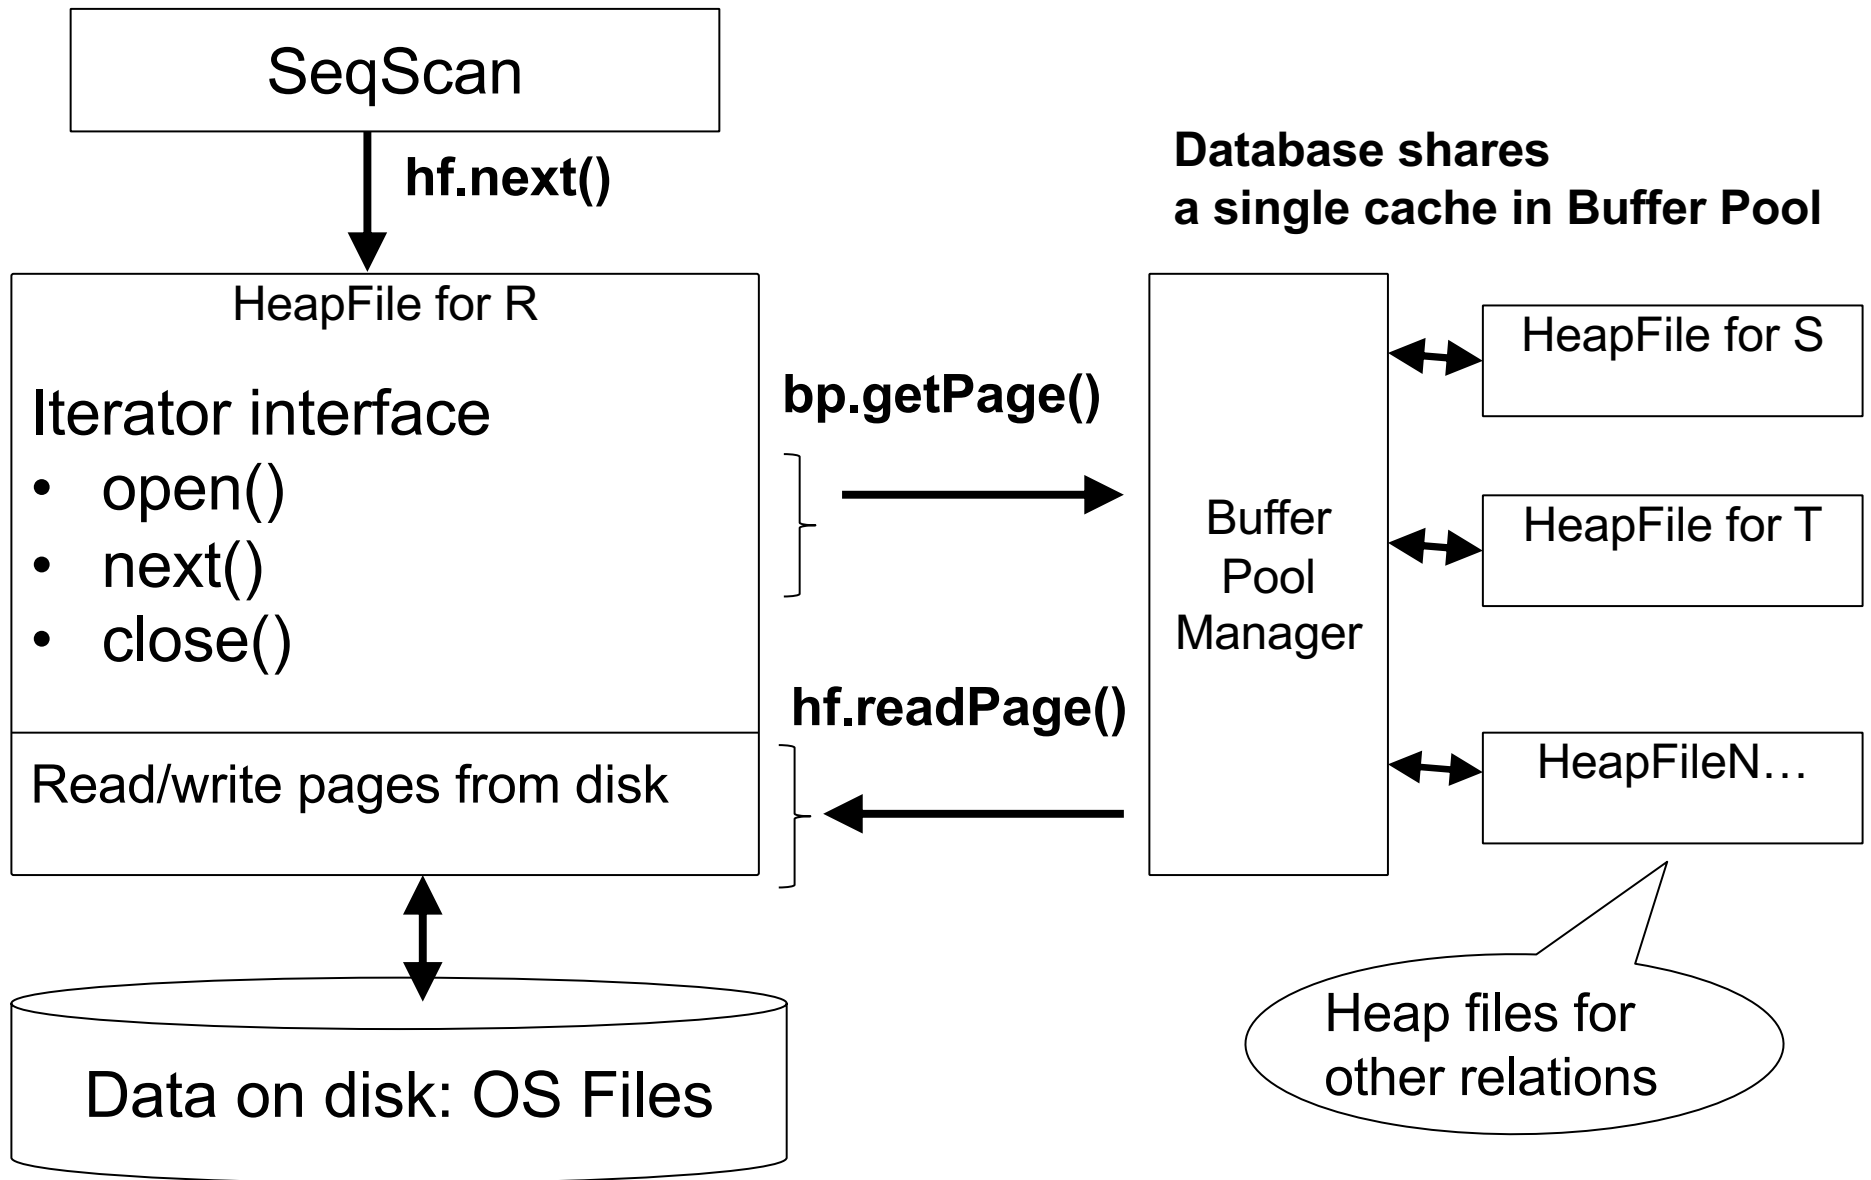 SeqScan
hf.next()
Database shares
a single cache in Buffer Pool
HeapFile for R
Iterator interface
• open()
• next()
• close()
Read/write pages from disk
bp.getPage()
hf.readPage()
Buffer
Pool
Manager
HeapFile for S
HeapFile for T
HeapFileN…
Heap files for
other relations
Data on disk: OS Files